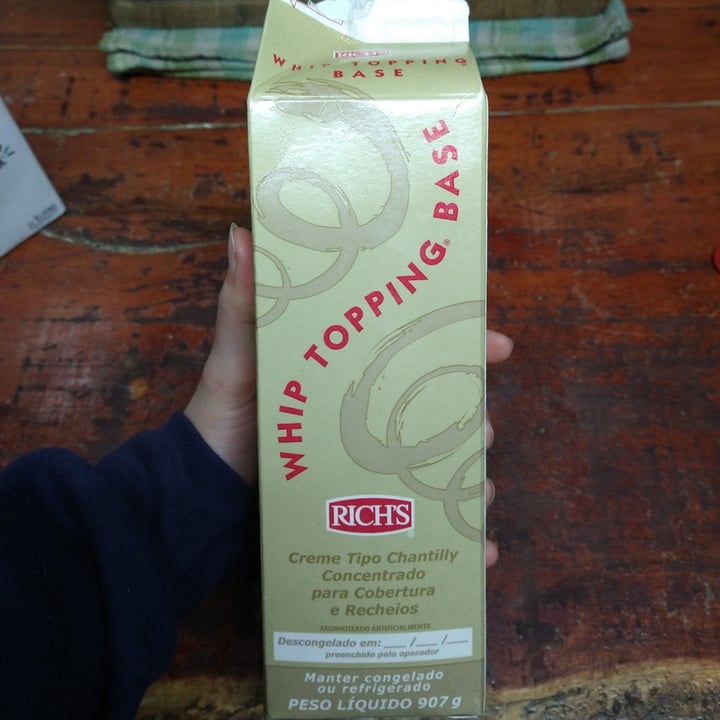 RICH'S
WHIP TOPPING
BASE
WHIP TOPPING® BASE
RICH'S®
Creme Tipo Chantilly
Concentrado
para Cobertura
e Recheios
AROMATIZADO ARTIFICIALMENTE
Descongelado em: ___ /___ /___
preenchido pelo operador
Manter congelado
ou refrigerado
PESO LÍQUIDO 907 g